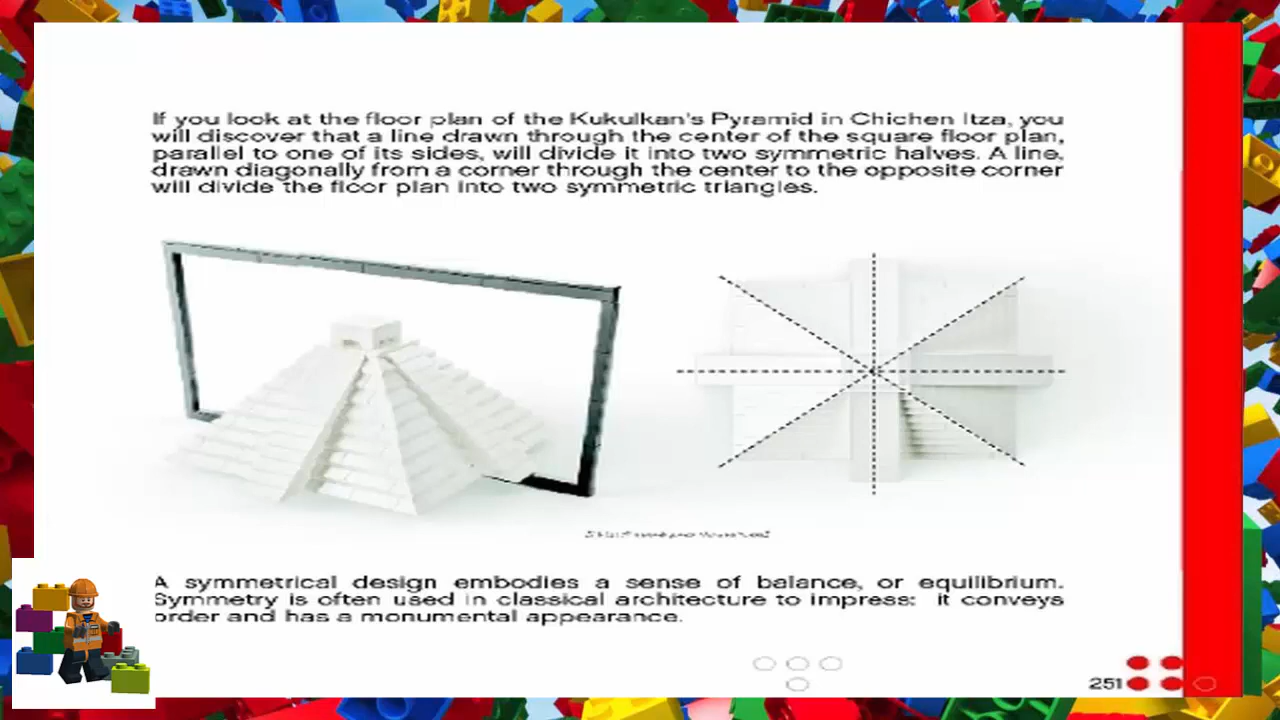 If you look at the floor plan of the Kukulkan's Pyramid in Chichen Itza, you
will discover that a line drawn through the center of the square floor plan,
parallel to one of its sides, will divide it into two symmetric halves. A line,
drawn diagonally from a corner through the center to the opposite corner
will divide the floor plan into two symmetric triangles.
A symmetrical design embodies a sense of balance, or equilibrium.
Symmetry is often used in classical architecture to impress: it conveys
order and has a monumental appearance.
251